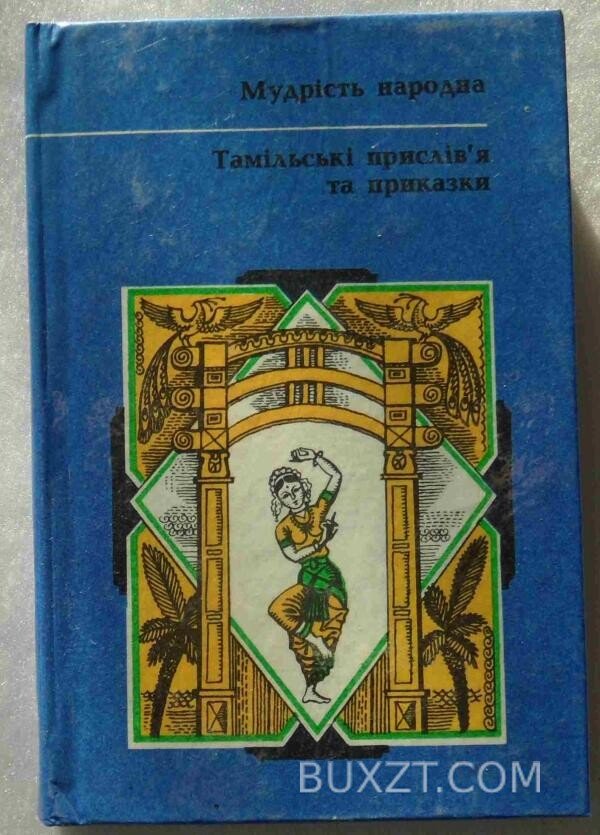 Мудрість народна
Тамільські прислів'я
та приказки
BUXZT.COM